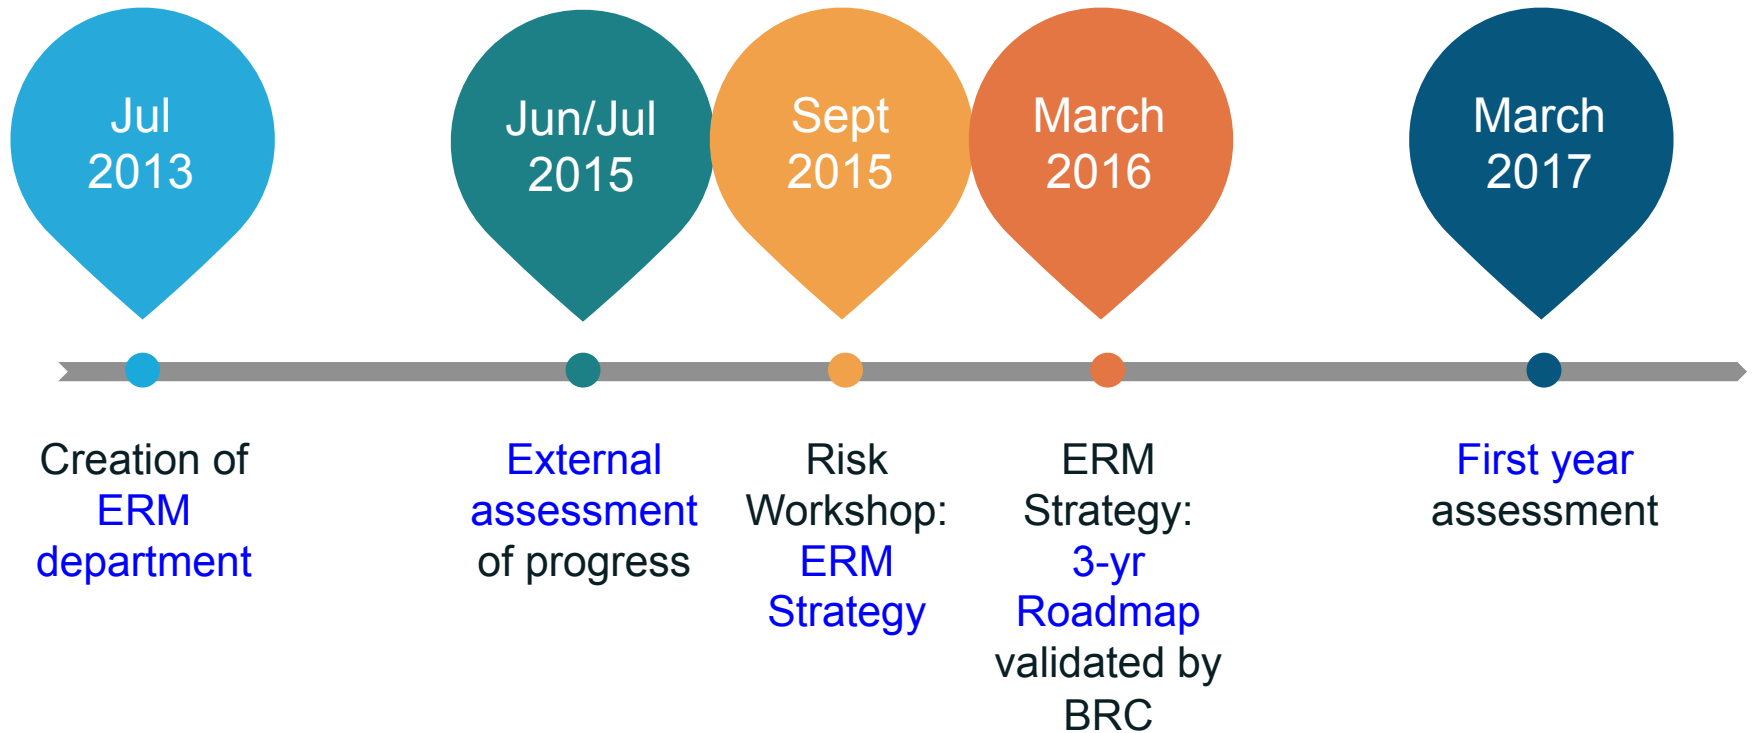 Jul
2013
Jun/Jul
2015
Sept
2015
March
2016
March
2017
Creation of
ERM
department
External
assessment
of progress
Risk
Workshop:
ERM
Strategy
ERM
Strategy:
3-yr
Roadmap
validated by
BRC
First year
assessment